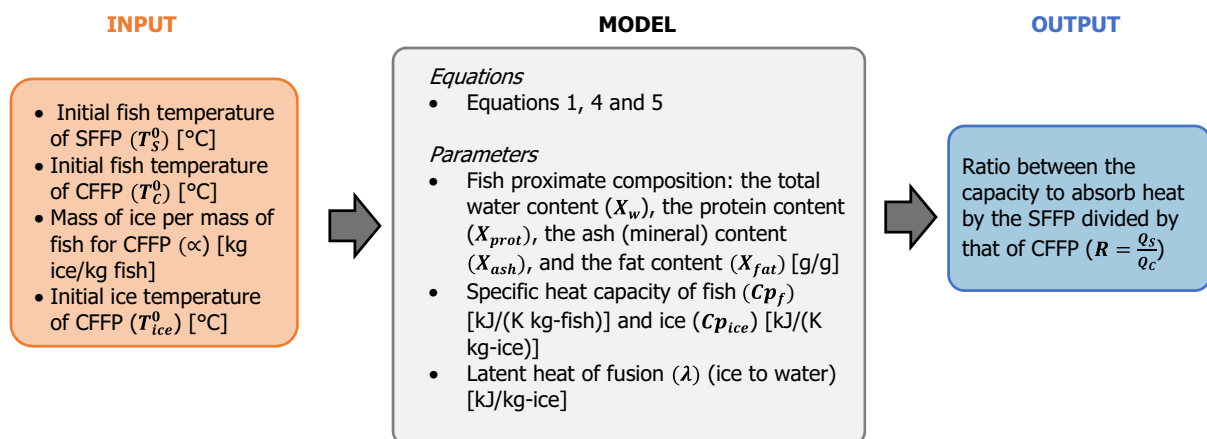 INPUT
MODEL
OUTPUT
• Initial fish temperature
of SFFP (T_S^0) [°C]
• Initial fish temperature
of CFFP (T_C^0) [°C]
• Mass of ice per mass of
fish for CFFP (∝) [kg
ice/kg fish]
• Initial ice temperature
of CFFP (T_ice^0) [°C]
Equations
• Equations 1, 4 and 5
Parameters
• Fish proximate composition: the total
water content (X_w), the protein content
(X_prot), the ash (mineral) content
(X_ash), and the fat content (X_fat) [g/g]
• Specific heat capacity of fish (Cp_f)
[kJ/(K kg-fish)] and ice (Cp_ice) [kJ/(K
kg-ice)]
• Latent heat of fusion (λ) (ice to water)
[kJ/kg-ice]
Ratio between the
capacity to absorb heat
by the SFFP divided by
that of CFFP (R = Q_S/Q_C)